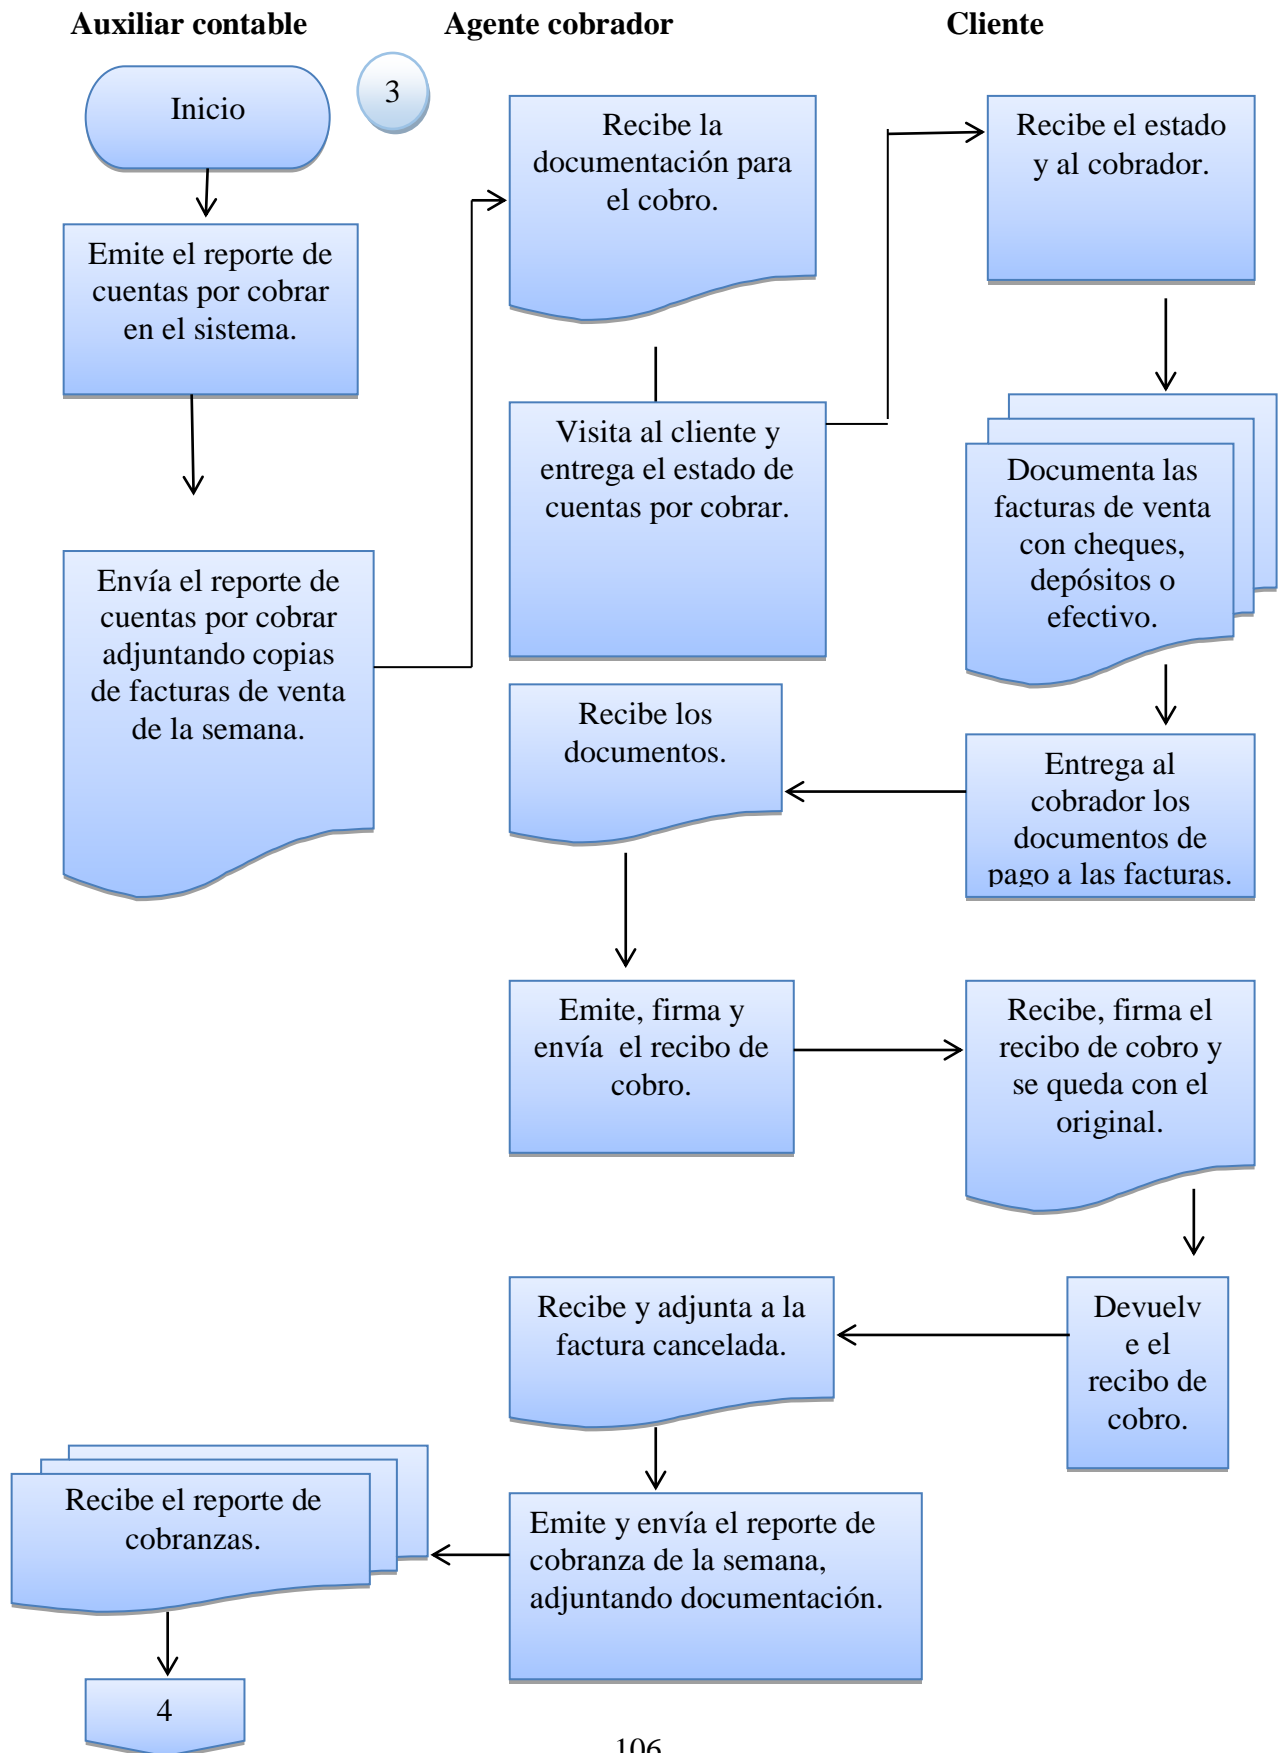 Auxiliar contable
Agente cobrador
Cliente
Inicio
3
Recibe la
documentación para
el cobro.
Recibe el estado
y al cobrador.
Emite el reporte de
cuentas por cobrar
en el sistema.
Visita al cliente y
entrega el estado de
cuentas por cobrar.
Documenta las
facturas de venta
con cheques,
depósitos o
efectivo.
Envía el reporte de
cuentas por cobrar
adjuntando copias
de facturas de venta
de la semana.
Recibe los
documentos.
Entrega al
cobrador los
documentos de
pago a las facturas.
Emite, firma y
envía  el recibo de
cobro.
Recibe, firma el
recibo de cobro y
se queda con el
original.
Recibe y adjunta a la
factura cancelada.
Devuelv
e el
recibo de
cobro.
Recibe el reporte de
cobranzas.
Emite y envía el reporte de
cobranza de la semana,
adjuntando documentación.
4
106